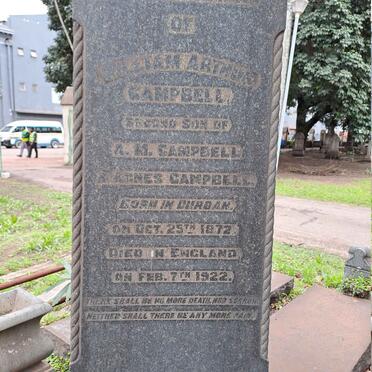 OF
WILLIAM ARTHUR
CAMPBELL
SECOND SON OF
A. M. CAMPBELL
& AGNES CAMPBELL.
BORN IN DURBAN.
ON OCT. 25TH 1872.
DIED IN ENGLAND
ON FEB. 7TH 1922.
THERE SHALL BE NO MORE DEATH, NOR SORROW.
NEITHER SHALL THERE BE ANY MORE PAIN.